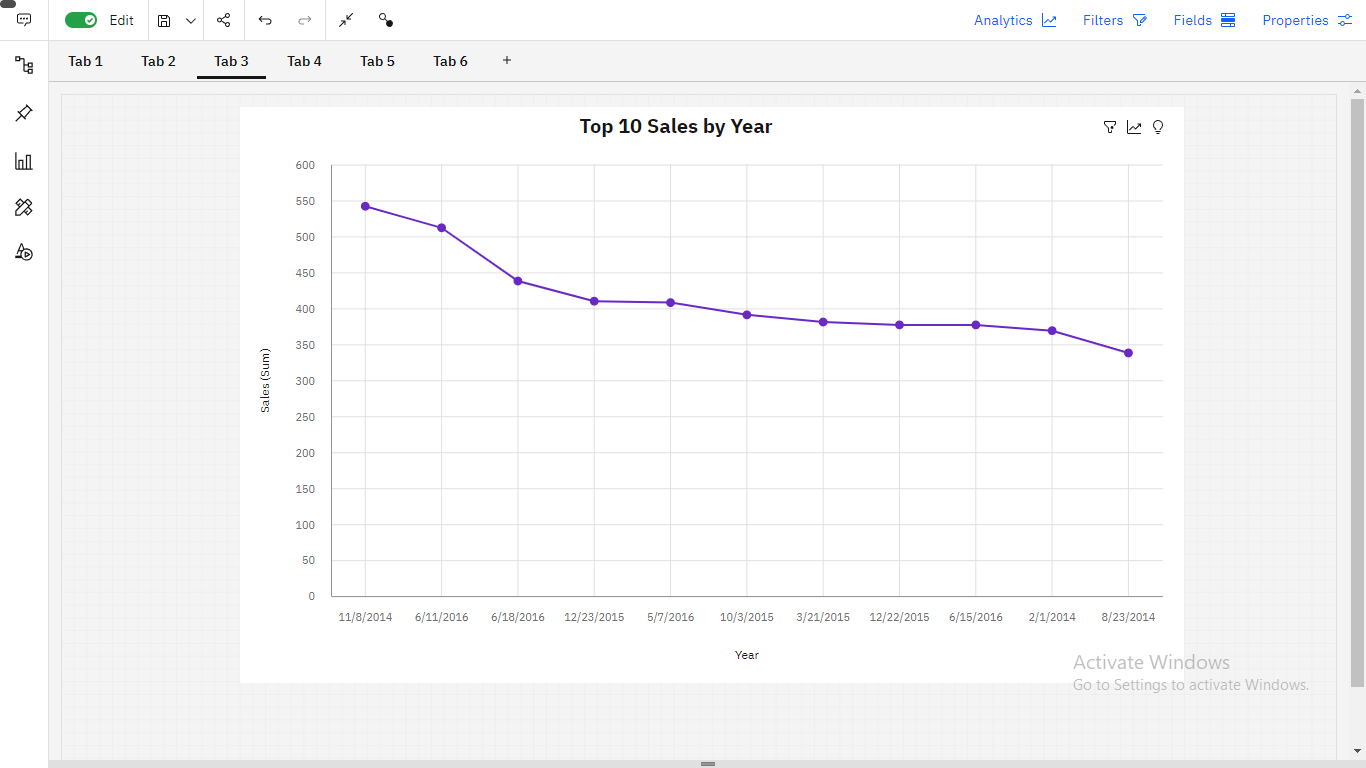 Edit
Analytics
Filters
Fields
Properties
Tab 1
Tab 2
Tab 3
Tab 4
Tab 5
Tab 6
+
Top 10 Sales by Year
600
550
500
450
400
350
300
250
200
150
100
50
0
Sales (Sum)
11/8/2014
6/11/2016
6/18/2016
12/23/2015
5/7/2016
10/3/2015
3/21/2015
12/22/2015
6/15/2016
2/1/2014
8/23/2014
Year
Activate Windows
Go to Settings to activate Windows.